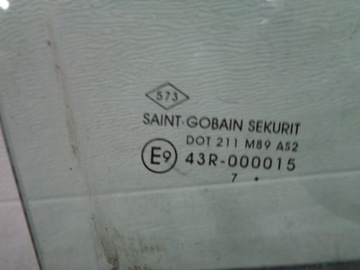 573
SAINT-GOBAIN SEKURIT
DOT 211 M89 AS2
E9 43R-000015
7 •